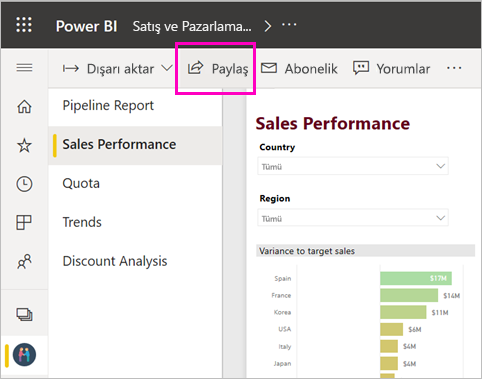 Power BI Satış ve Pazarlama... > ...
Dışarı aktar Paylaş Abonelik Yorumlar ...
Pipeline Report
Sales Performance
Quota
Trends
Discount Analysis
Sales Performance
Country
Tümü
Region
Tümü
Variance to target sales
Spain $17M
France $14M
Korea $11M
USA $6M
Italy $4M
Japan $4M